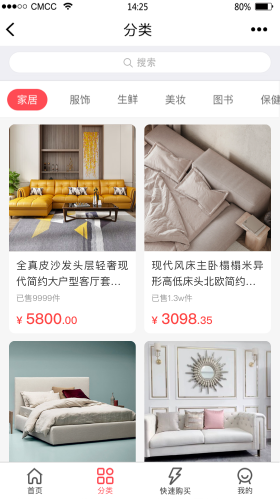 CMCC 14:25 80%
分类
搜索
家居 服饰 生鲜 美妆 图书 保健
全真皮沙发头层轻奢现
代简约大户型客厅套...
已售9999件
¥ 5800.00
现代风床主卧榻榻米异
形高低床头北欧简约...
已售1.3w件
¥ 3098.35
首页 分类 快速购买 我的